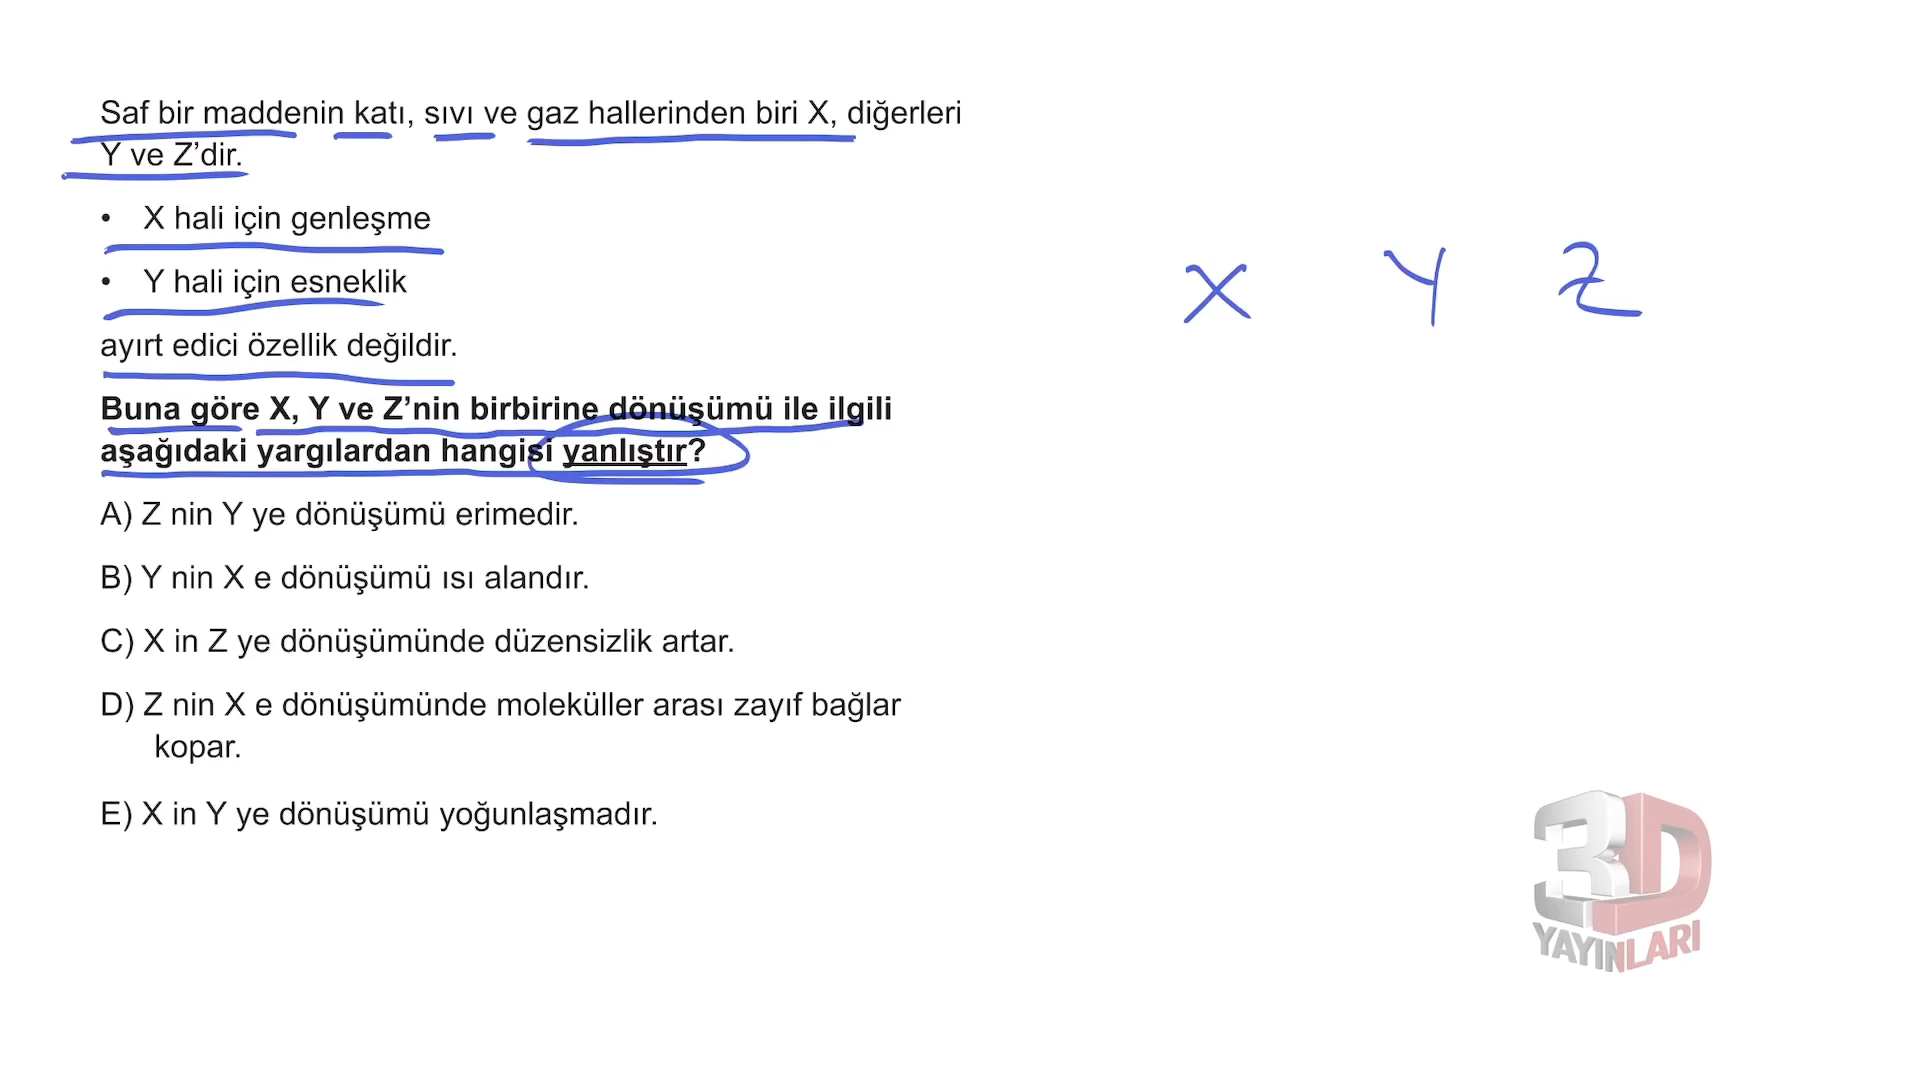 Saf bir maddenin katı, sıvı ve gaz hallerinden biri X, diğerleri
Y ve Z’dir.
• X hali için genleşme
• Y hali için esneklik
ayırt edici özellik değildir.
Buna göre X, Y ve Z’nin birbirine dönüşümü ile ilgili
aşağıdaki yargılardan hangisi yanlıştır?
A) Z nin Y ye dönüşümü erimedir.
B) Y nin X e dönüşümü ısı alandır.
C) X in Z ye dönüşümünde düzensizlik artar.
D) Z nin X e dönüşümünde moleküller arası zayıf bağlar
kopar.
E) X in Y ye dönüşümü yoğunlaşmadır.
X Y Z
3D
YAYINLARI